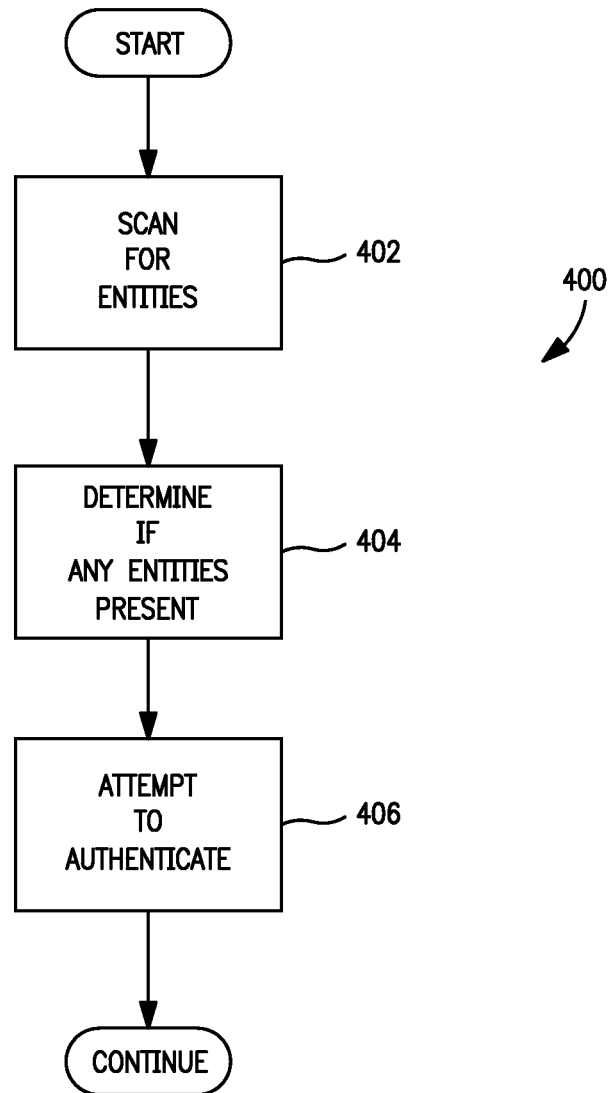 START
SCAN
FOR
ENTITIES
402
400
DETERMINE
IF
ANY ENTITIES
PRESENT
404
ATTEMPT
TO
AUTHENTICATE
406
CONTINUE